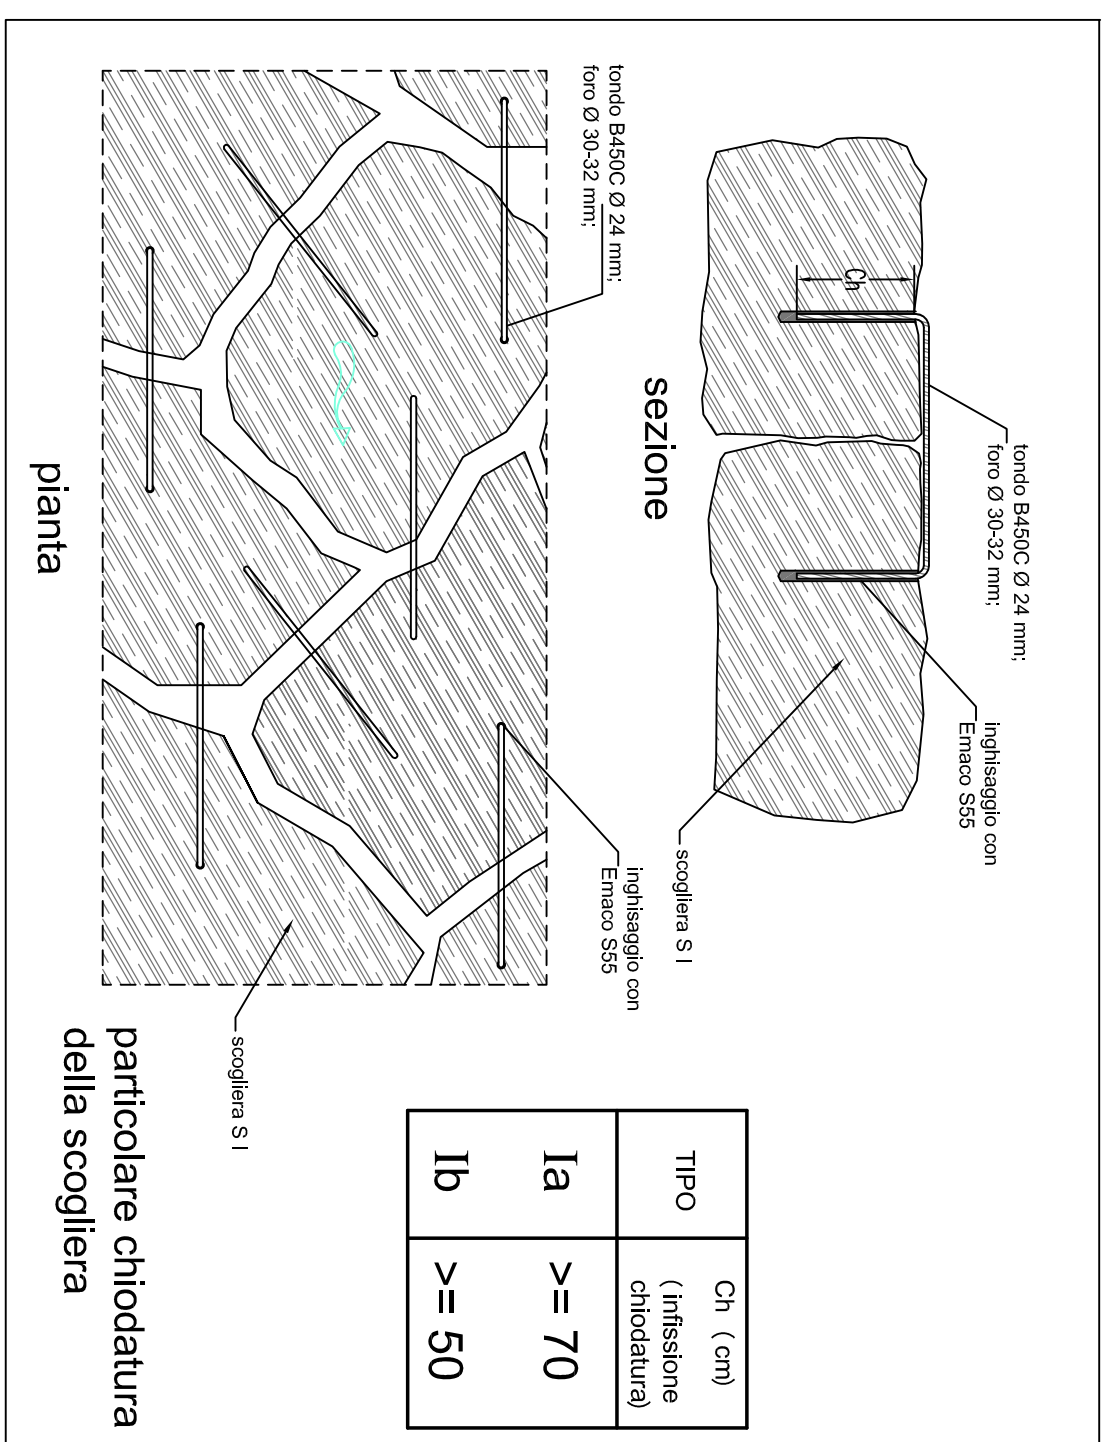 tondo B450C Ø 24 mm;
foro Ø 30-32 mm;
inghisaggio con
Emaco S55
Ch
scogliera S I
sezione
tondo B450C Ø 24 mm;
foro Ø 30-32 mm;
inghisaggio con
Emaco S55
scogliera S I
pianta
TIPO
Ch ( cm)
( infissione
chiodatura)
Ia
>= 70
Ib
>= 50
particolare chiodatura
della scogliera